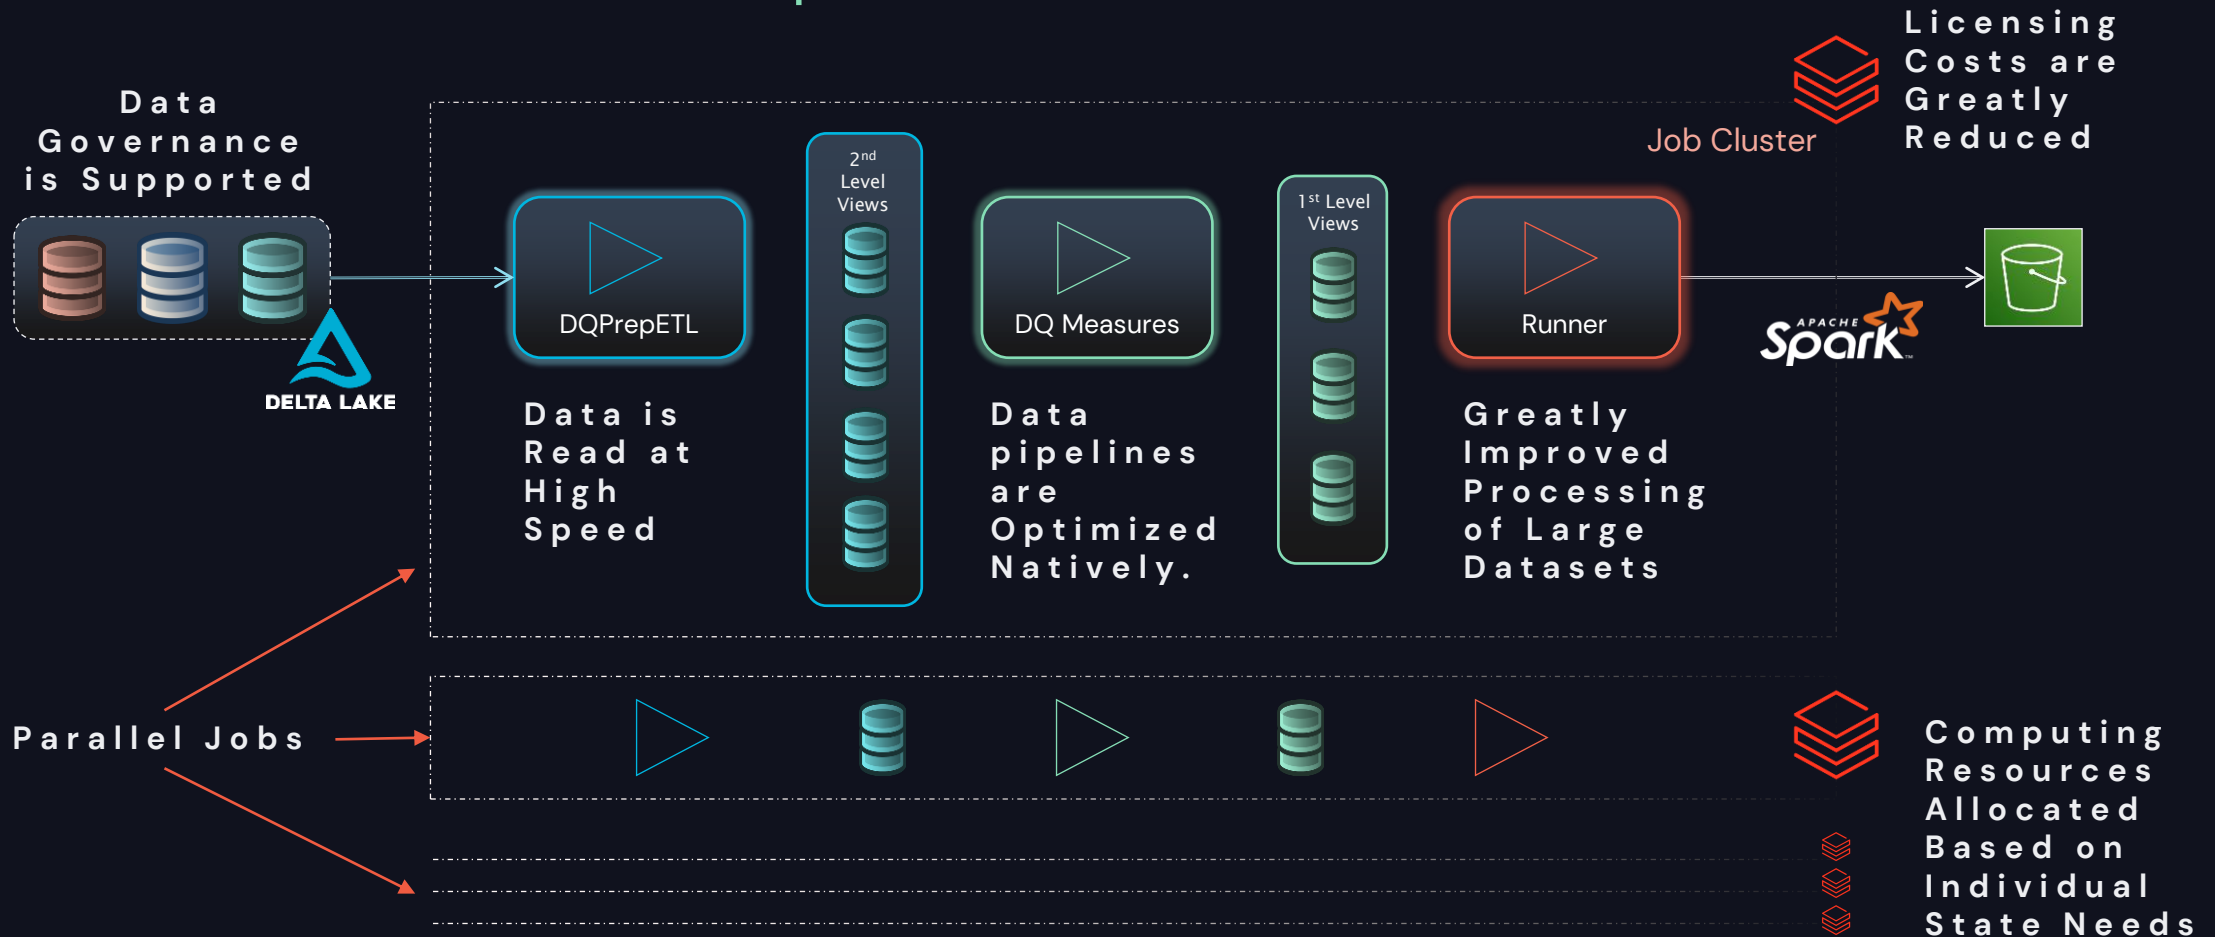 Licensing
Costs are
Greatly
Reduced
Data
Governance
is Supported
Job Cluster
2nd
Level
Views
1st Level
Views
DQPrepETL
DQ Measures
Runner
APACHE
Spark™
DELTA LAKE
Data is
Read at
High
Speed
Data
pipelines
are
Optimized
Natively.
Greatly
Improved
Processing
of Large
Datasets
Parallel Jobs
Computing
Resources
Allocated
Based on
Individual
State Needs